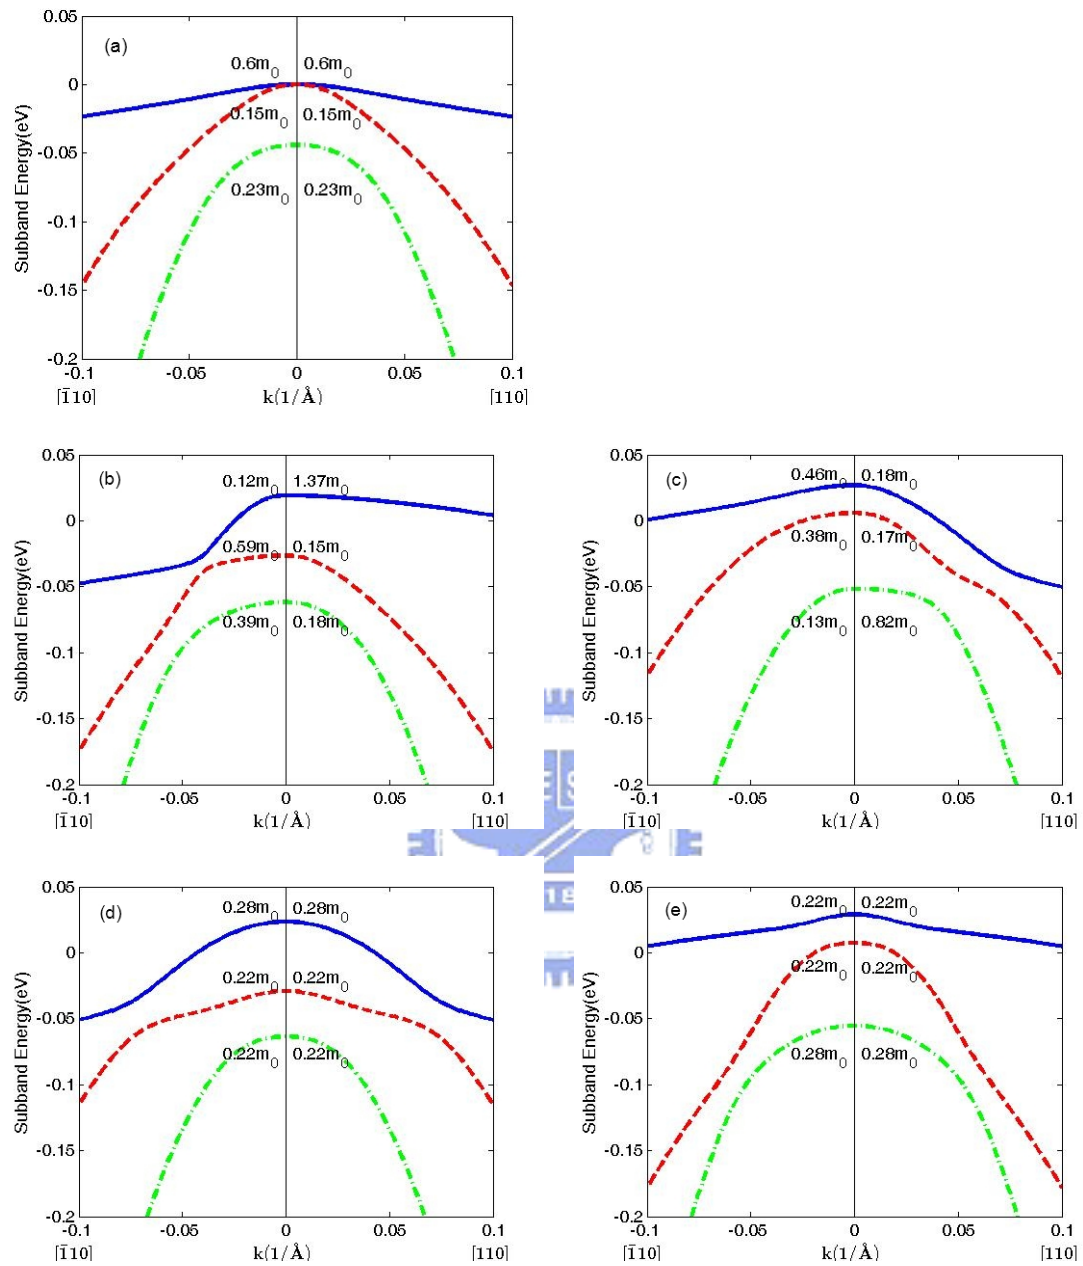 0.05
(a)
0.6m0 0.6m0
0
0.15m0 0.15m0
-0.05
0.23m0 0.23m0
-0.1
-0.15
-0.2
Subband Energy(eV)
-0.1 -0.05 0 0.05 0.1
[1̄10] k(1/Å) [110]
0.05
(b)
0.12m0 1.37m0
0
0.59m0 0.15m0
-0.05
0.39m0 0.18m0
-0.1
-0.15
-0.2
Subband Energy(eV)
-0.1 -0.05 0 0.05 0.1
[1̄10] k(1/Å) [110]
0.05
(c)
0.46m0 0.18m0
0
0.38m0 0.17m0
-0.05
0.13m0 0.82m0
-0.1
-0.15
-0.2
Subband Energy(eV)
-0.1 -0.05 0 0.05 0.1
[1̄10] k(1/Å) [110]
E
E S
18
0.05
(d)
0.28m0 0.28m0
0
0.22m0 0.22m0
-0.05
0.22m0 0.22m0
-0.1
-0.15
-0.2
Subband Energy(eV)
-0.1 -0.05 0 0.05 0.1
[1̄10] k(1/Å) [110]
0.05
(e)
0.22m0 0.22m0
0
0.22m0 0.22m0
-0.05
0.28m0 0.28m0
-0.1
-0.15
-0.2
Subband Energy(eV)
-0.1 -0.05 0 0.05 0.1
[1̄10] k(1/Å) [110]